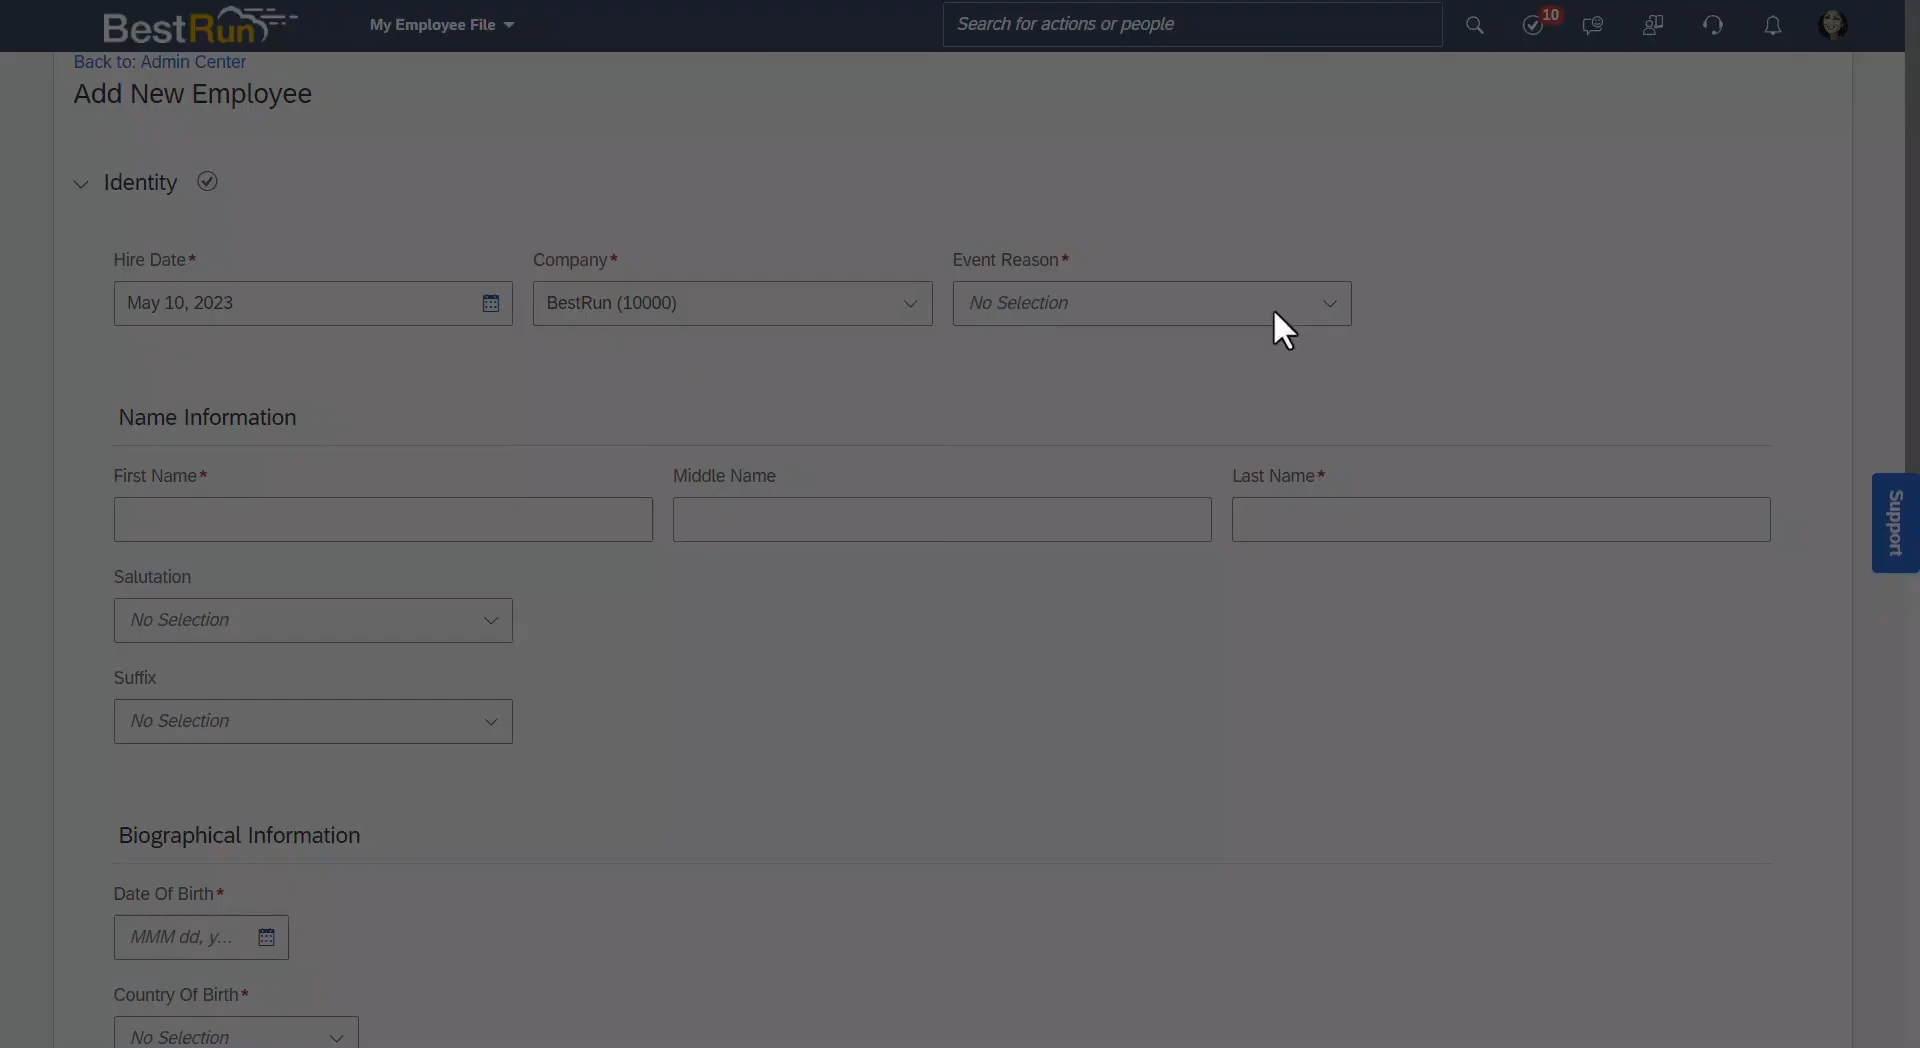 BestRun
My Employee File
Search for actions or people
10
Back to: Admin Center
Add New Employee
Identity
Hire Date*
Company*
Event Reason*
May 10, 2023
BestRun (10000)
No Selection
Name Information
First Name*
Middle Name
Last Name*
Salutation
No Selection
Suffix
No Selection
Support
Biographical Information
Date Of Birth*
MMM dd, y...
Country Of Birth*
No Selection